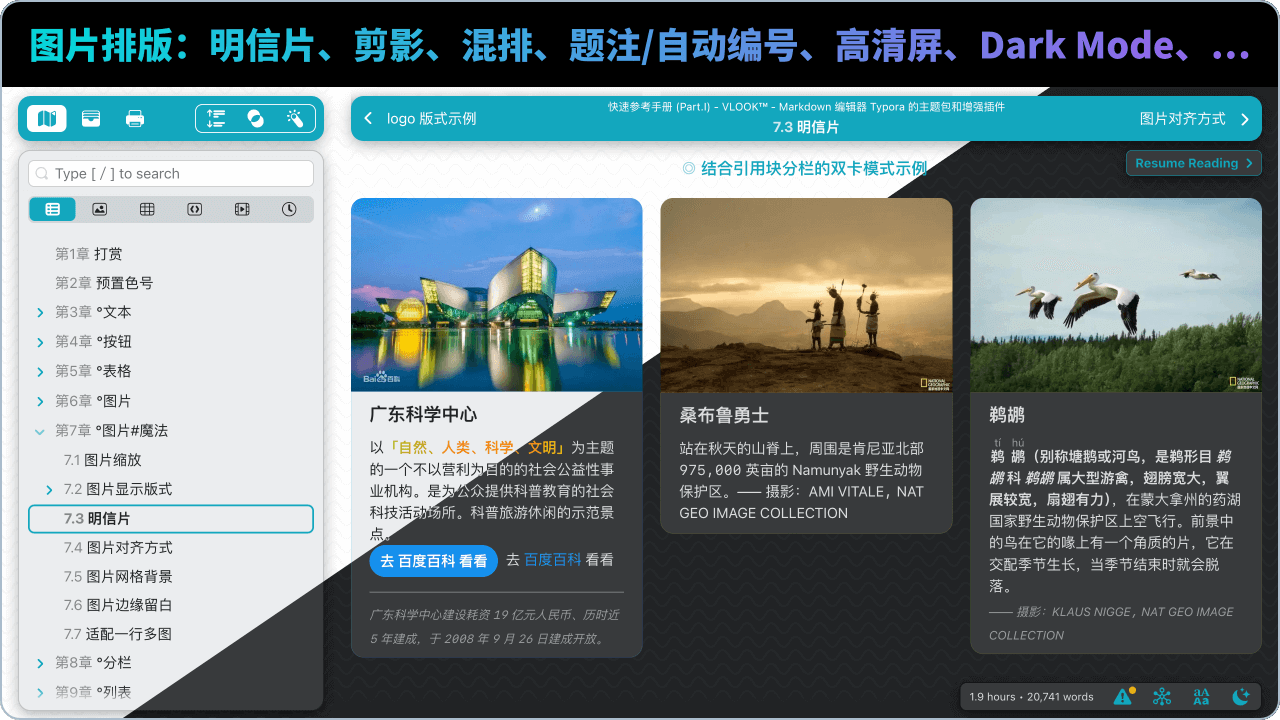 图片排版：明信片、剪影、混排、题注/自动编号、高清屏、Dark Mode、...
logo 版式示例
快速参考手册 (Part.I) - VLOOK™ - Markdown 编辑器 Typora 的主题包和增强插件
7.3 明信片
图片对齐方式
Type [ / ] to search
第1章 打赏
第2章 预置色号
第3章 °文本
第4章 °按钮
第5章 °表格
第6章 °图片
第7章 °图片#魔法
7.1 图片缩放
7.2 图片显示版式
7.3 明信片
7.4 图片对齐方式
7.5 图片网格背景
7.6 图片边缘留白
7.7 适配一行多图
第8章 °分栏
第9章 °列表
◎ 结合引用块分栏的双卡模式示例
Resume Reading
Bai百科
广东科学中心
以「自然、人类、科学、文明」为主题
的一个不以营利为目的的社会公益性事
业机构。是为公众提供科普教育的社会
科技活动场所。科普旅游休闲的示范景
点。
去 百度百科 看看 去 百度百科 看看
广东科学中心建设耗资 19 亿元人民币、历时近
5 年建成，于 2008 年 9 月 26 日建成开放。
NATIONAL
GEOGRAPHIC
桑布鲁勇士
站在秋天的山脊上，周围是肯尼亚北部
975,000 英亩的 Namunyak 野生动物
保护区。—— 摄影：AMI VITALE，NAT
GEO IMAGE COLLECTION
NATIONAL
GEOGRAPHIC
鹈鹕
tí hú
鹈 鹕（别称塘鹅或河鸟，是鹈形目 鹈
鹕 科 鹈鹕 属大型游禽，翅膀宽大，翼
展较宽，扇翅有力），在蒙大拿州的药湖
国家野生动物保护区上空飞行。前景中
的鸟在它的喙上有一个角质的片，它在
交配季节生长，当季节结束时就会脱
落。
—— 摄影：KLAUS NIGGE，NAT GEO IMAGE
COLLECTION
1.9 hours • 20,741 words
aA
Aa